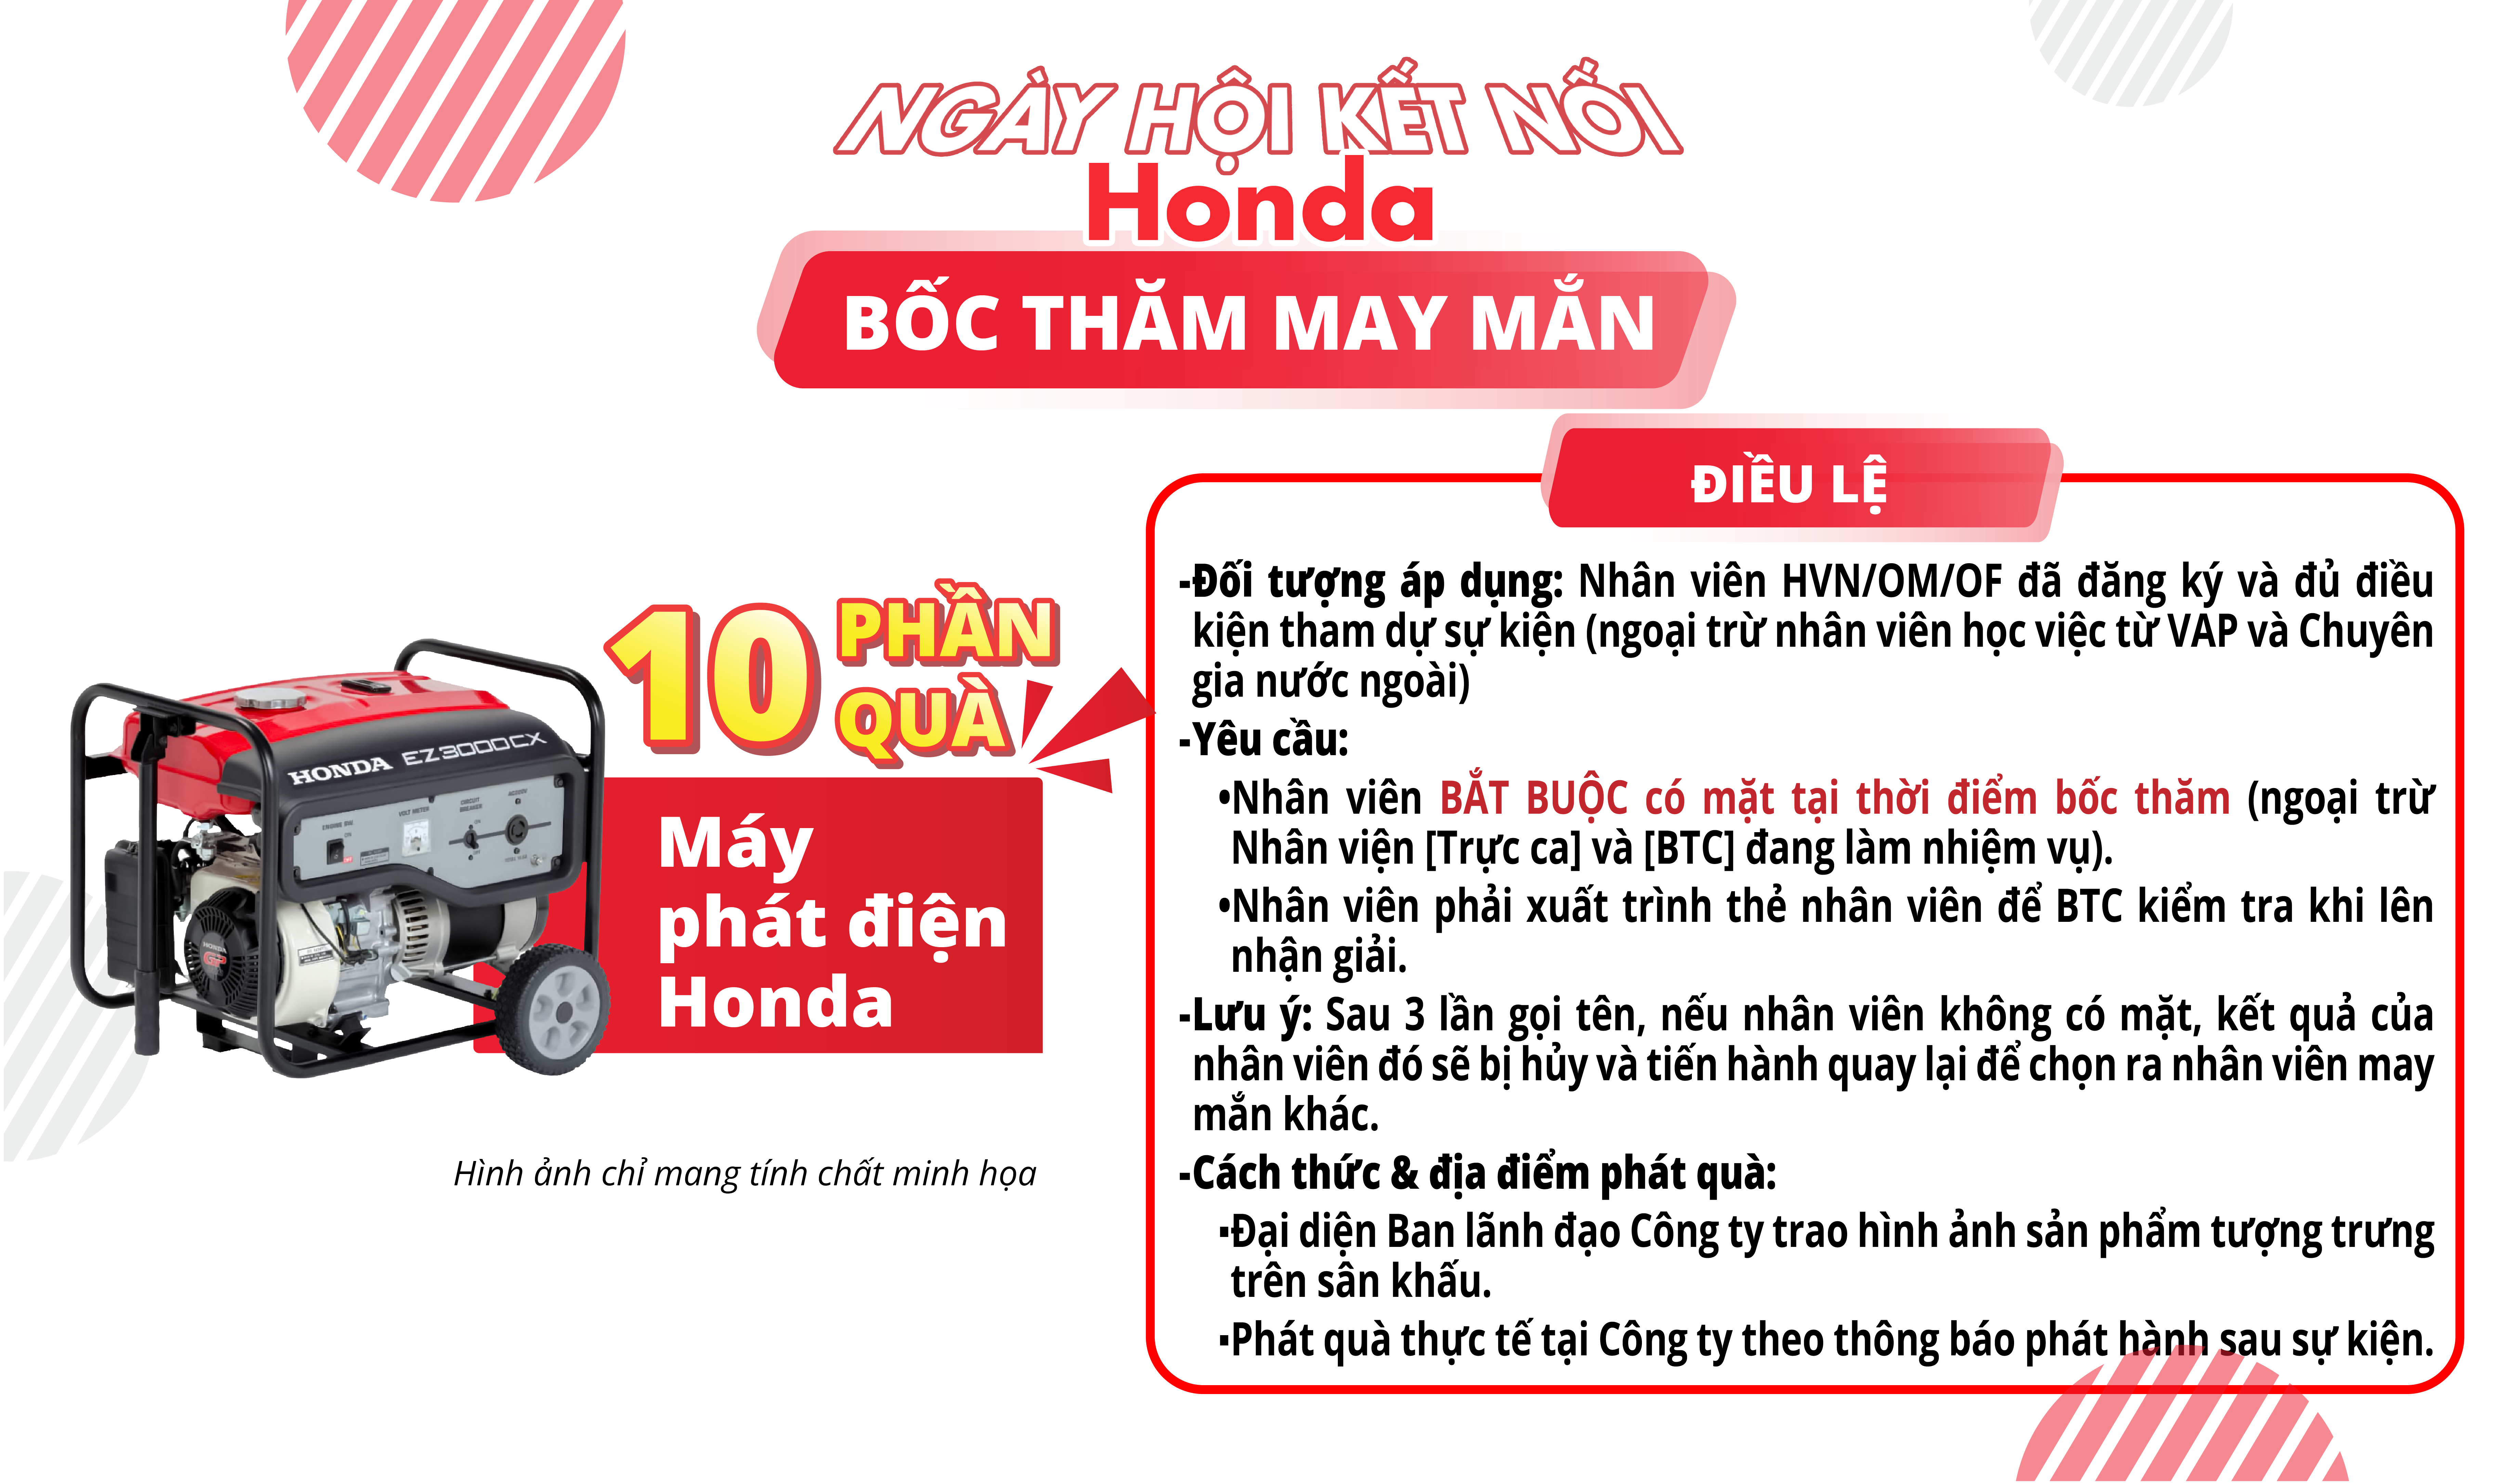 NGÀY HỘI KẾT NỐI
Honda
BỐC THĂM MAY MẮN
10 PHẦN
QUÀ
HONDA EZ3000CX
Máy
phát điện
Honda
Hình ảnh chỉ mang tính chất minh họa
ĐIỀU LỆ
-Đối tượng áp dụng: Nhân viên HVN/OM/OF đã đăng ký và đủ điều
kiện tham dự sự kiện (ngoại trừ nhân viên học việc từ VAP và Chuyên
gia nước ngoài)
-Yêu cầu:
•Nhân viên BẮT BUỘC có mặt tại thời điểm bốc thăm (ngoại trừ
Nhân viện [Trực ca] và [BTC] đang làm nhiệm vụ).
•Nhân viên phải xuất trình thẻ nhân viên để BTC kiểm tra khi lên
nhận giải.
-Lưu ý: Sau 3 lần gọi tên, nếu nhân viên không có mặt, kết quả của
nhân viên đó sẽ bị hủy và tiến hành quay lại để chọn ra nhân viên may
mắn khác.
-Cách thức & địa điểm phát quà:
▪Đại diện Ban lãnh đạo Công ty trao hình ảnh sản phẩm tượng trưng
trên sân khấu.
▪Phát quà thực tế tại Công ty theo thông báo phát hành sau sự kiện.